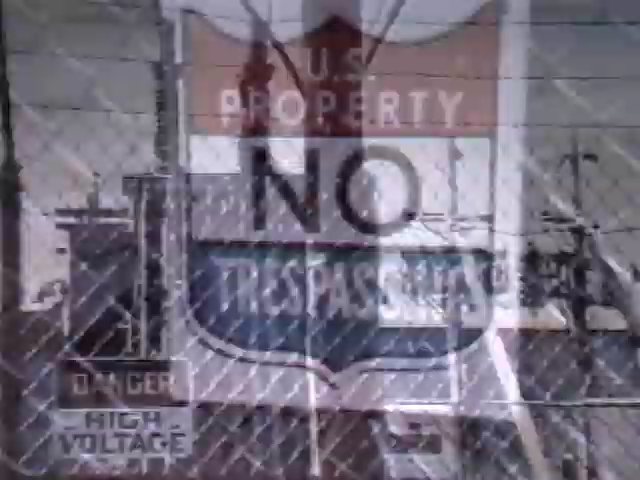 U.S.
PROPERTY
NO
TRESPASSING
DANGER
HIGH
VOLTAGE